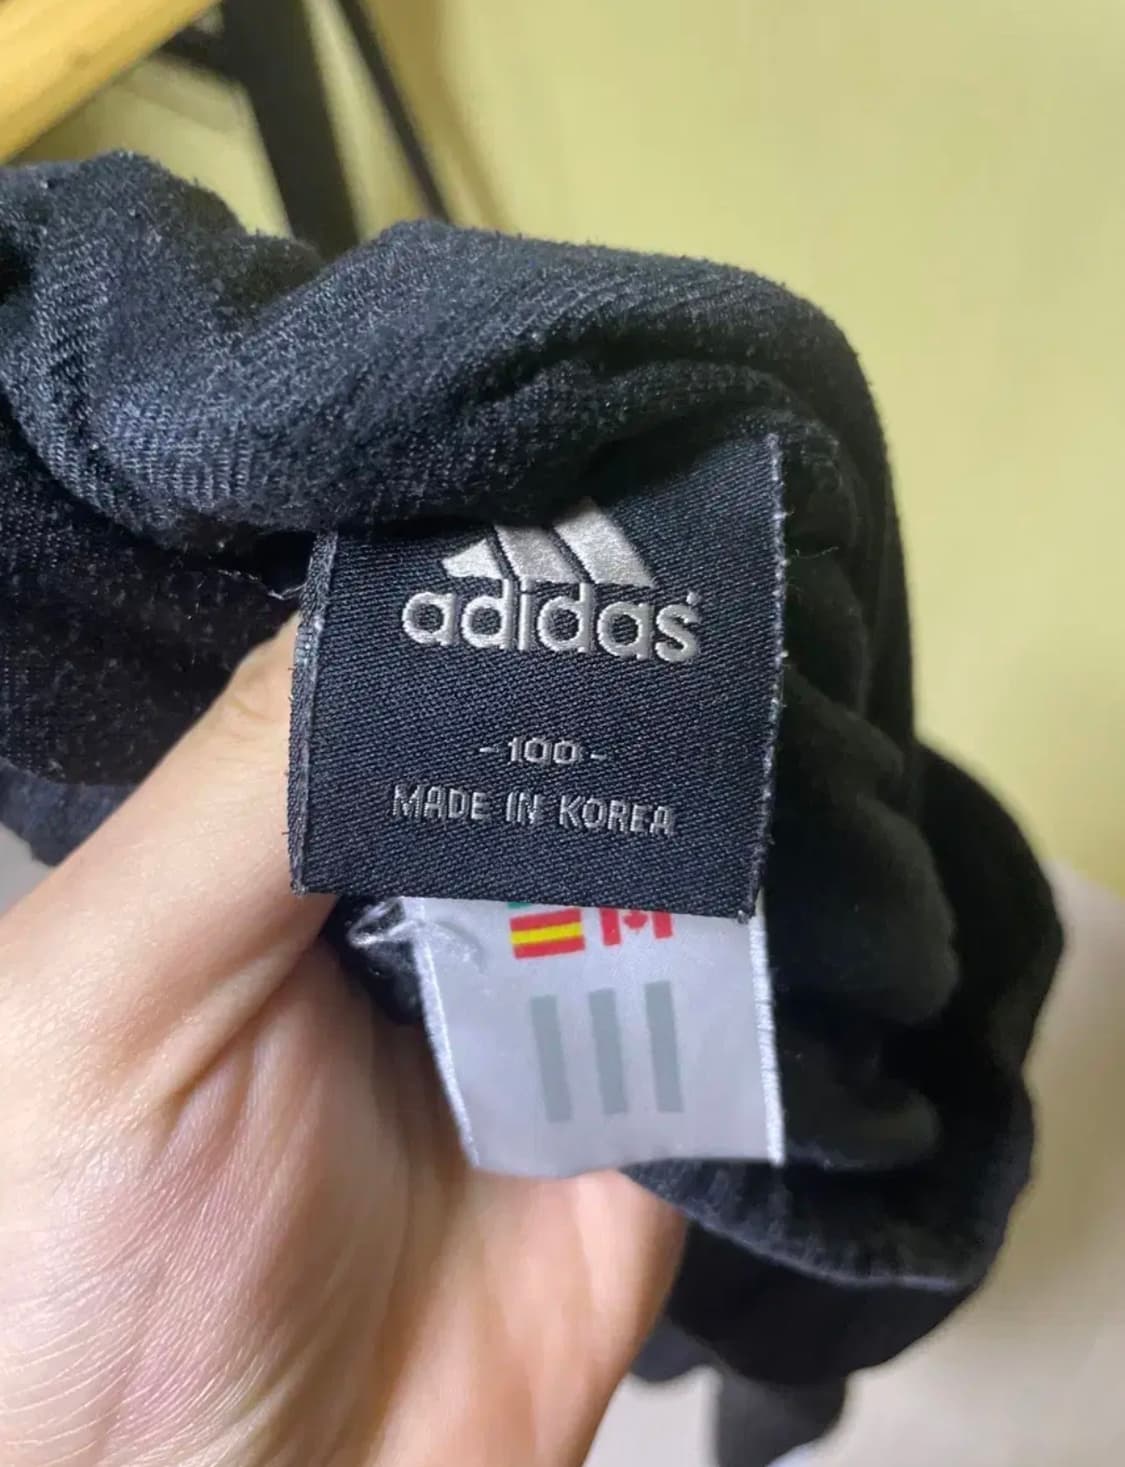 adidas
-100-
MADE IN KOREA